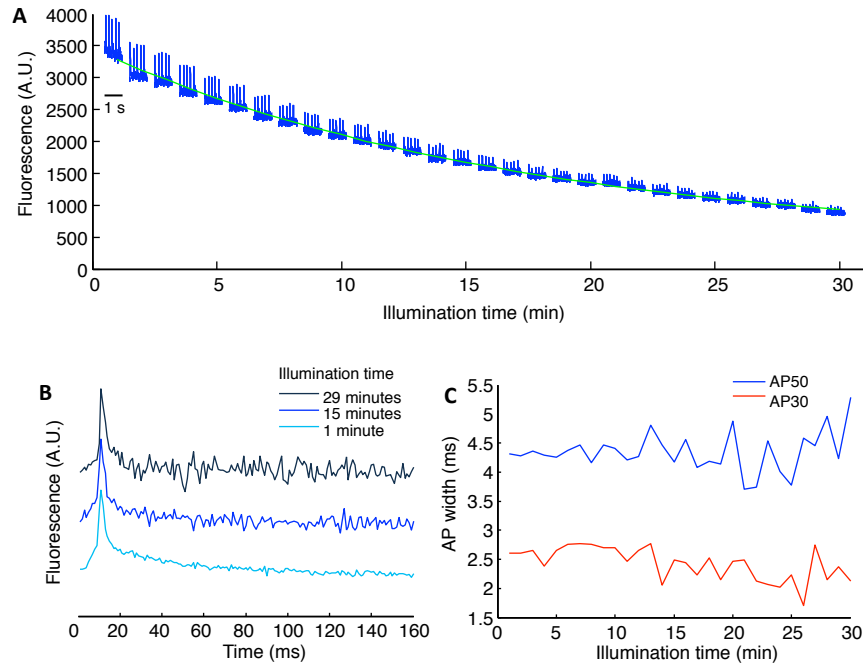 A
Fluorescence (A.U.)
4000
3500
3000
2500
2000
1500
1000
500
0
1 s
0 5 10 15 20 25 30
Illumination time (min)
B
Illumination time
29 minutes
15 minutes
1 minute
Fluorescence (A.U.)
0 20 40 60 80 100 120 140 160
Time (ms)
C
AP50
AP30
AP width (ms)
5.5
5
4.5
4
3.5
3
2.5
2
1.5
0 5 10 15 20 25 30
Illumination time (min)